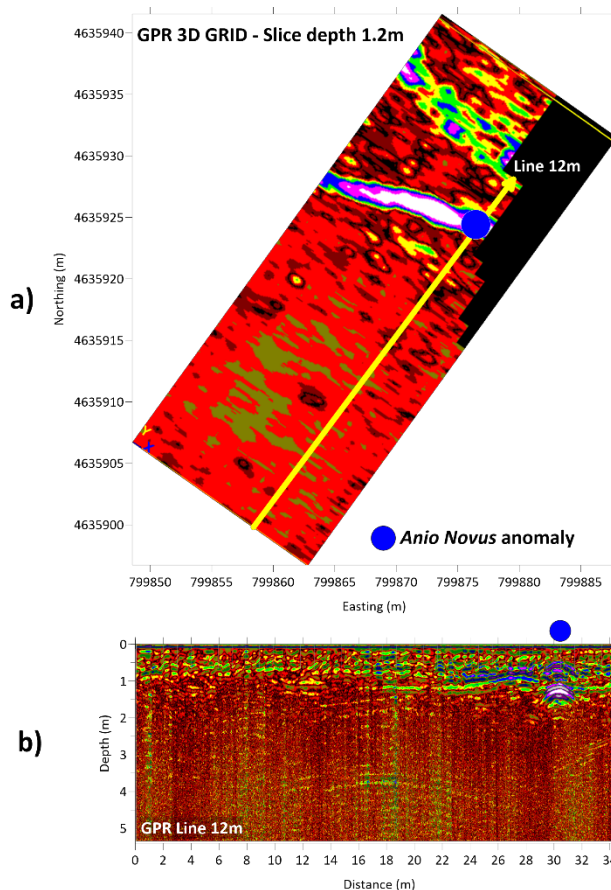 GPR 3D GRID - Slice depth 1.2m
4635940
4635935
4635930
4635925
4635920
4635915
4635910
4635905
4635900
Northing (m)
a)
Line 12m
Y
X
Anio Novus anomaly
799850 799855 799860 799865 799870 799875 799880 799885
Easting (m)
b)
0
1
2
3
4
5
Depth (m)
GPR Line 12m
0 2 4 6 8 10 12 14 16 18 20 22 24 26 28 30 32 34
Distance (m)